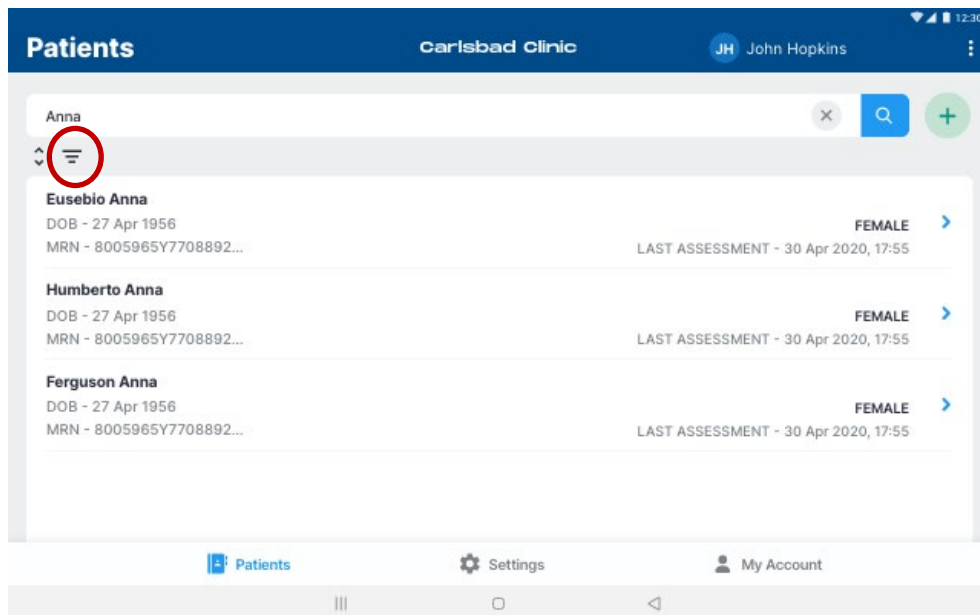 12:30
Patients Carlsbad Clinic JH John Hopkins
Anna
Eusebio Anna
DOB - 27 Apr 1956
FEMALE
MRN - 8005965Y7708892...
LAST ASSESSMENT - 30 Apr 2020, 17:55
Humberto Anna
DOB - 27 Apr 1956
FEMALE
MRN - 8005965Y7708892...
LAST ASSESSMENT - 30 Apr 2020, 17:55
Ferguson Anna
DOB - 27 Apr 1956
FEMALE
MRN - 8005965Y7708892...
LAST ASSESSMENT - 30 Apr 2020, 17:55
Patients Settings My Account